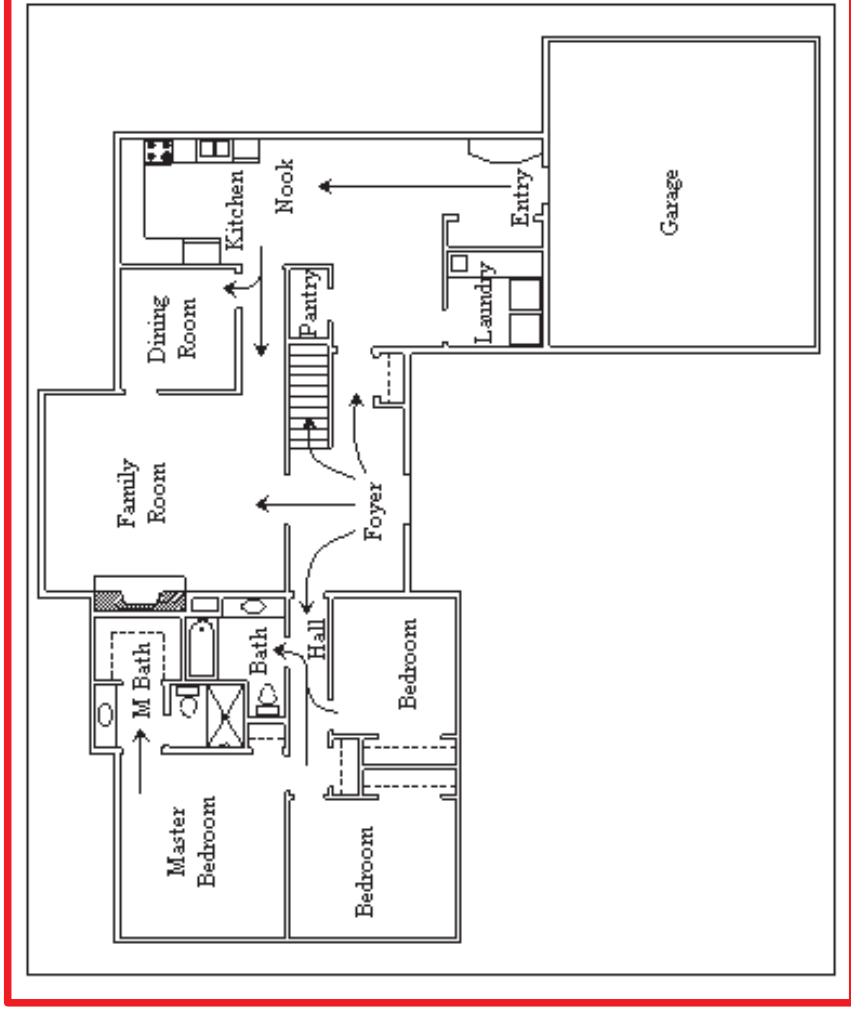 Master
Bedroom
M Bath
Bath
Hall
Bedroom
Bedroom
Family
Room
Foyer
Dining
Room
Pantry
Kitchen
Nook
Laundry
Entry
Garage